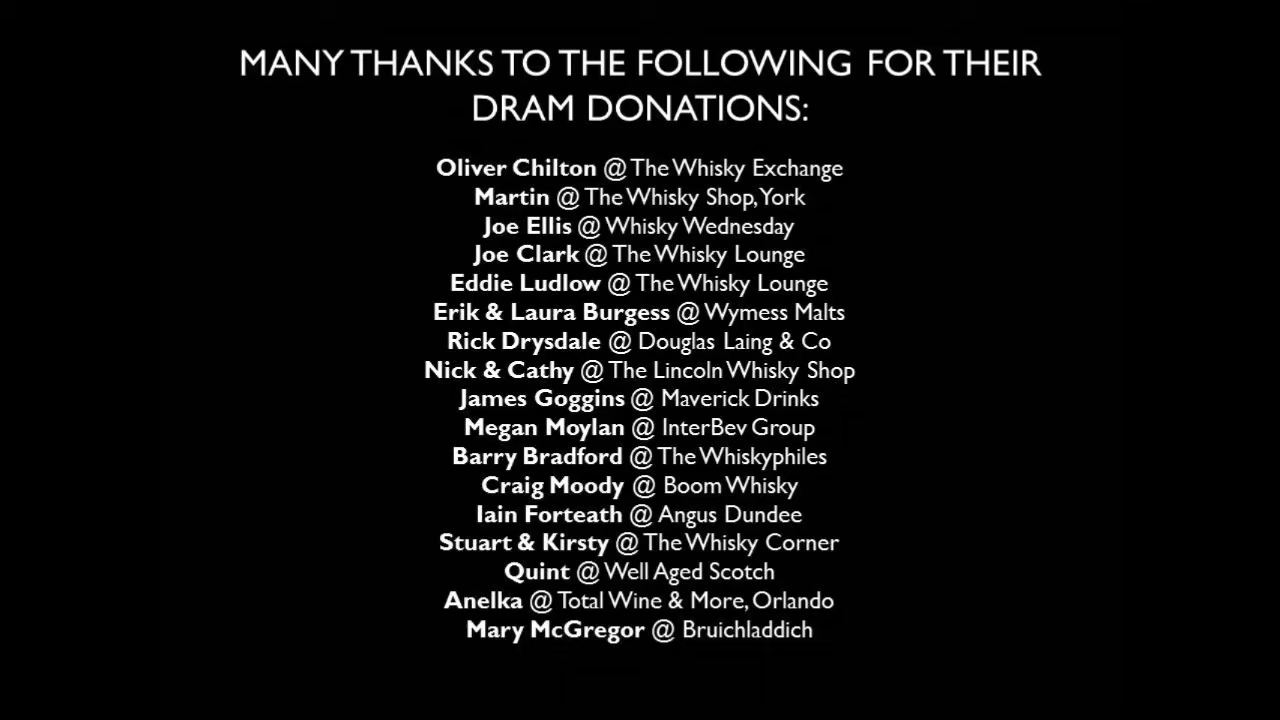 MANY THANKS TO THE FOLLOWING FOR THEIR
DRAM DONATIONS:
Oliver Chilton @ The Whisky Exchange
Martin @ The Whisky Shop, York
Joe Ellis @ Whisky Wednesday
Joe Clark @ The Whisky Lounge
Eddie Ludlow @ The Whisky Lounge
Erik & Laura Burgess @ Wymess Malts
Rick Drysdale @ Douglas Laing & Co
Nick & Cathy @ The Lincoln Whisky Shop
James Goggins @ Maverick Drinks
Megan Moylan @ InterBev Group
Barry Bradford @ The Whiskyphiles
Craig Moody @ Boom Whisky
Iain Forteath @ Angus Dundee
Stuart & Kirsty @ The Whisky Corner
Quint @ Well Aged Scotch
Anelka @ Total Wine & More, Orlando
Mary McGregor @ Bruichladdich